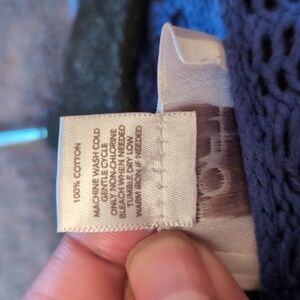 100% COTTON
MACHINE WASH COLD
GENTLE CYCLE
ONLY NON-CHLORINE
BLEACH WHEN NEEDED
TUMBLE DRY LOW
WARM IRON IF NEEDED